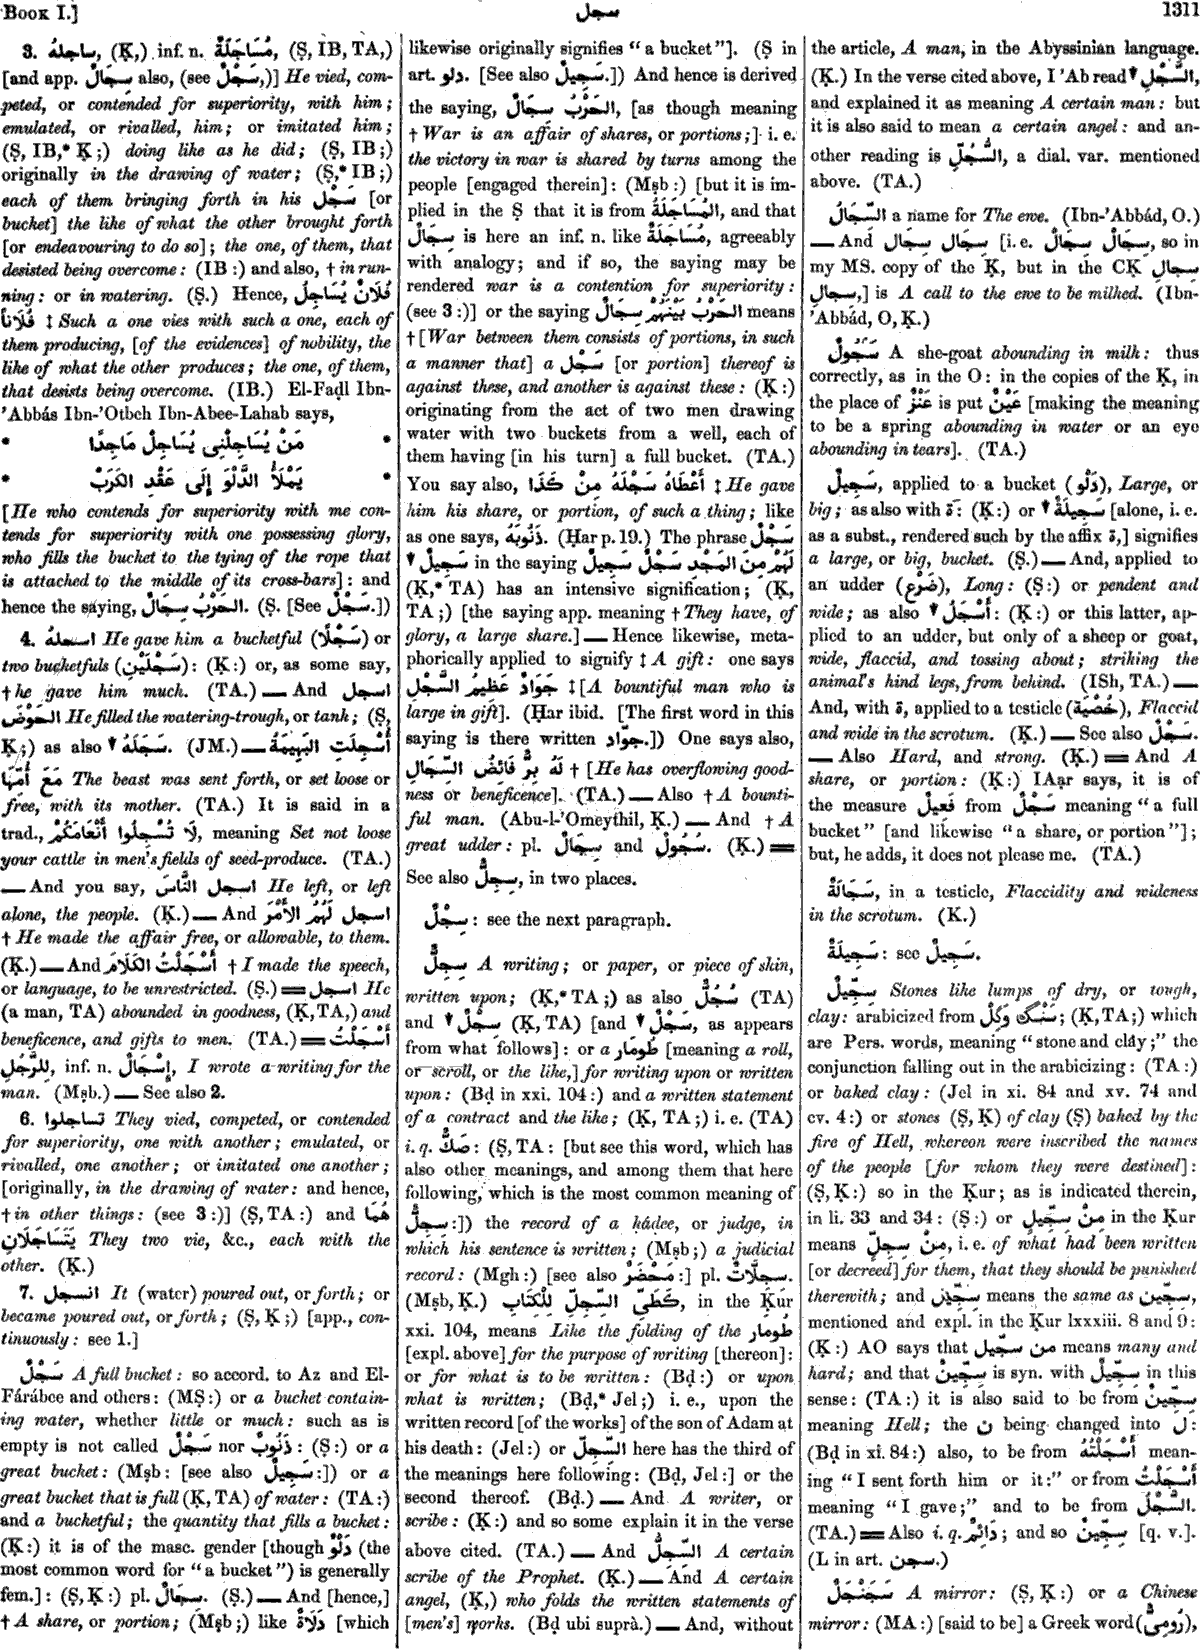 Book I.]
سجل
1311
3. ساجلهُ, (Ḳ,) inf. n. مُسَاجَلَةٌ, (Ṣ, IB, TA,)
[and app. سِجَالٌ also, (see سَجْلٌ,)] He vied, com-
peted, or contended for superiority, with him;
emulated, or rivalled, him; or imitated him;
(Ṣ, IB,* Ḳ;) doing like as he did; (Ṣ, IB;)
originally in the drawing of water; (Ṣ,* IB;)
each of them bringing forth in his سَجْل [or
bucket] the like of what the other brought forth
[or endeavouring to do so]; the one, of them, that
desisted being overcome: (IB:) and also, † in run-
ning: or in watering. (Ṣ.) Hence, فُلَانٌ يُسَاجِلُ
فُلَانًا ‡ Such a one vies with such a one, each of
them producing, [of the evidences] of nobility, the
like of what the other produces; the one, of them,
that desists being overcome. (IB.) El-Faḍl Ibn-
'Abbás Ibn-'Otbeh Ibn-Abee-Lahab says,
* مَنْ يُسَاجِلْنِى يُسَاجِلْ مَاجِدًا *
* يَمْلَأُ الدَّلْوَ إِلَى عَقْدِ الكَرَبْ *
[He who contends for superiority with me con-
tends for superiority with one possessing glory,
who fills the bucket to the tying of the rope that
is attached to the middle of its cross-bars]: and
hence the saying, الحَرْبُ سِجَالٌ. (Ṣ. [See سَجْلٌ.])
4. اسجلهُ He gave him a bucketful (سَجْلًا) or
two bucketfuls (سَجْلَيْنِ): (Ḳ:) or, as some say,
† he gave him much. (TA.) — And اسجل
الحَوْضَ He filled the watering-trough, or tank; (Ṣ,
Ḳ;) as also ▼ سَجَلَهُ. (JM.) — أُسْجِلَتِ البَهِيمَةُ
مَعَ أُمِّهَا The beast was sent forth, or set loose or
free, with its mother. (TA.) It is said in a
trad., لَا تُسْجِلُوا أَنْعَامَكُمْ, meaning Set not loose
your cattle in men's fields of seed-produce. (TA.)
— And you say, اسجل النَّاسَ He left, or left
alone, the people. (Ḳ.) — And اسجل لَهُمُ الأَمْرَ
† He made the affair free, or allowable, to them.
(Ḳ.) — And أَسْجَلْتُ الكَلَامَ † I made the speech,
or language, to be unrestricted. (Ṣ.) = اسجل He
(a man, TA) abounded in goodness, (Ḳ, TA,) and
beneficence, and gifts to men. (TA.) = أَسْجَلْتُ
لِلرَّجُلِ, inf. n. إِسْجَالٌ, I wrote a writing for the
man. (Mṣb.) — See also 2.
6. تساجلوا They vied, competed, or contended
for superiority, one with another; emulated, or
rivalled, one another; or imitated one another;
[originally, in the drawing of water: and hence,
† in other things: (see 3:)] (Ṣ, TA:) and هُمَا
يَتَسَاجَلَانِ They two vie, &c., each with the
other. (Ḳ.)
7. انسجل It (water) poured out, or forth; or
became poured out, or forth; (Ṣ, Ḳ;) [app., con-
tinuously: see 1.]
سَجْلٌ A full bucket: so accord. to Az and El-
Fárábee and others: (MṢ:) or a bucket contain-
ing water, whether little or much: such as is
empty is not called سَجْلٌ nor ذَنُوبٌ: (Ṣ:) or a
great bucket: (Mṣb: [see also سَجِيلٌ:]) or a
great bucket that is full (Ḳ, TA) of water: (TA:)
and a bucketful; the quantity that fills a bucket:
(Ḳ:) it is of the masc. gender [though دَلْوٌ (the
most common word for "a bucket") is generally
fem.]: (Ṣ, Ḳ:) pl. سِجَالٌ. (Ṣ.) — And [hence,]
† A share, or portion; (Mṣb;) like دَلَاةٌ [which
likewise originally signifies "a bucket"]. (Ṣ in
art. دلو. [See also سَجِيلٌ.]) And hence is derived
the saying, الحَرْبُ سِجَالٌ, [as though meaning
† War is an affair of shares, or portions;] i. e.
the victory in war is shared by turns among the
people [engaged therein]: (Mṣb:) [but it is im-
plied in the Ṣ that it is from المُسَاجَلَةُ, and that
سِجَالٌ is here an inf. n. like مُسَاجَلَةٌ, agreeably
with analogy; and if so, the saying may be
rendered war is a contention for superiority:
(see 3:)] or the saying الحَرْبُ بَيْنَهُمْ سِجَالٌ means
† [War between them consists of portions, in such
a manner that] a سَجْل [or portion] thereof is
against these, and another is against these: (Ḳ:)
originating from the act of two men drawing
water with two buckets from a well, each of
them having [in his turn] a full bucket. (TA.)
You say also, أَعْطَاهُ سَجْلَهُ مِنْ كَذَا ‡ He gave
him his share, or portion, of such a thing; like
as one says, ذَنُوبَهُ. (Ḥar p. 19.) The phrase سَجْلٌ
▼ سَجِيلٌ in the saying لَهُمْ مِنَ المَجْدِ سَجْلٌ سَجِيلٌ
(Ḳ,* TA) has an intensive signification; (Ḳ,
TA;) [the saying app. meaning † They have, of
glory, a large share.] — Hence likewise, meta-
phorically applied to signify ‡ A gift: one says
جَوَادٌ عَظِيمُ السَّجْلِ ‡ [A bountiful man who is
large in gift]. (Ḥar ibid. [The first word in this
saying is there written جوّاد.]) One says also,
لَهُ بِرٌّ فَائِضُ السِّجَالِ † [He has overflowing good-
ness or beneficence]. (TA.) — Also † A bounti-
ful man. (Abu-l-'Omeythil, Ḳ.) — And † A
great udder: pl. سِجَالٌ and سُجُولٌ. (Ḳ.) =
See also سِجِلٌّ, in two places.
سِجْلٌ: see the next paragraph.
سِجِلٌّ A writing; or paper, or piece of skin,
written upon; (Ḳ,* TA;) as also سُجُلٌّ (TA)
and ▼ سِجْلٌ (Ḳ, TA) [and ▼ سَجْلٌ, as appears
from what follows]: or a طُومَار [meaning a roll,
or scroll, or the like,] for writing upon or written
upon: (Bḍ in xxi. 104:) and a written statement
of a contract and the like; (Ḳ, TA;) i. e. (TA)
i. q. صَكٌّ: (Ṣ, TA: [but see this word, which has
also other meanings, and among them that here
following, which is the most common meaning of
سِجِلٌّ:]) the record of a ḳáḍee, or judge, in
which his sentence is written; (Mṣb;) a judicial
record: (Mgh:) [see also مَحْضَرٌ:] pl. سِجِلَّاتٌ.
(Mṣb, Ḳ.) كَطَىِّ السِّجِلِّ لِلْكِتَابِ, in the Ḳur
xxi. 104, means Like the folding of the طُومَار
[expl. above] for the purpose of writing [thereon]:
or for what is to be written: (Bḍ:) or upon
what is written; (Bḍ,* Jel;) i. e., upon the
written record [of the works] of the son of Adam at
his death: (Jel:) or السِّجِلّ here has the third of
the meanings here following: (Bḍ, Jel:] or the
second thereof. (Bḍ.) — And A writer, or
scribe: (Ḳ:) and so some explain it in the verse
above cited. (TA.) — And السِّجِلُّ A certain
scribe of the Prophet. (Ḳ.) — And A certain
angel, (Ḳ,) who folds the written statements of
[men's] works. (Bḍ ubi suprà.) — And, without
the article, A man, in the Abyssinian language.
(Ḳ.) In the verse cited above, I 'Ab read ▼ السَّجْلِ,
and explained it as meaning A certain man: but
it is also said to mean a certain angel: and an-
other reading is السُّجُلِّ, a dial. var. mentioned
above. (TA.)
السِّجَالُ a name for The ewe. (Ibn-'Abbád, O.)
— And سِجَالِ سِجَالِ [i. e. سِجَالْ سِجَالْ, so in
my MS. copy of the Ḳ, but in the CḲ سِجالِ
سِجالِ,] is A call to the ewe to be milked. (Ibn-
'Abbád, O, Ḳ.)
سَجُولٌ A she-goat abounding in milk: thus
correctly, as in the O: in the copies of the Ḳ, in
the place of عَنْزٌ is put عَيْنٌ [making the meaning
to be a spring abounding in water or an eye
abounding in tears]. (TA.)
سَجِيلٌ, applied to a bucket (دَلْو), Large, or
big; as also with ة: (Ḳ:) or ▼ سَجِيلَةٌ [alone, i. e.
as a subst., rendered such by the affix ة,] signifies
a large, or big, bucket. (Ṣ.) — And, applied to
an udder (ضَرْع), Long: (Ṣ:) or pendent and
wide; as also ▼ أَسْجَلُ: (Ḳ:) or this latter, ap-
plied to an udder, but only of a sheep or goat,
wide, flaccid, and tossing about; striking the
animal's hind legs, from behind. (ISh, TA.) —
And, with ة, applied to a testicle (خُصْيَة), Flaccid
and wide in the scrotum. (Ḳ.) — See also سَجْلٌ.
— Also Hard, and strong. (Ḳ.) = And A
share, or portion: (Ḳ:) IAạr says, it is of
the measure فَعِيلٌ from سَجْلٌ meaning "a full
bucket" [and likewise "a share, or portion"];
but, he adds, it does not please me. (TA.)
سَجَالَةٌ, in a testicle, Flaccidity and wideness
in the scrotum. (Ḳ.)
سَجِيلَةٌ: see سَجِيلٌ.
سِجِّيلٌ Stones like lumps of dry, or tough,
clay: arabicized from سَنْگ وَكِلْ; (Ḳ, TA;) which
are Pers. words, meaning "stone and clay;" the
conjunction falling out in the arabicizing: (TA:)
or baked clay: (Jel in xi. 84 and xv. 74 and
cv. 4:) or stones (Ṣ, Ḳ) of clay (Ṣ) baked by the
fire of Hell, whereon were inscribed the names
of the people [for whom they were destined]:
(Ṣ, Ḳ:) so in the Ḳur; as is indicated therein,
in li. 33 and 34: (Ṣ:) or مِنْ سِجِّيلٍ in the Ḳur
means مِنْ سِجِلٍّ, i. e. of what had been written
[or decreed] for them, that they should be punished
therewith; and سِجِّيل means the same as سِجِّين,
mentioned and expl. in the Ḳur lxxxiii. 8 and 9:
(Ḳ:) AO says that من سجّيل means many and
hard; and that سِجِّينٌ is syn. with سِجِّيلٌ in this
sense: (TA:) it is also said to be from سِجِّينٌ
meaning Hell; the ن being changed into ل:
(Bḍ in xi. 84:) also, to be from أَسْجَلْتُهُ mean-
ing "I sent forth him or it:" or from أَسْجَلْتُ
meaning "I gave;" and to be from السِّجِلُّ.
(TA.) = Also i. q. دَائِمٌ; and so سِجِّينٌ [q. v.].
(L in art. سجن.)
سَجَنْجَلٌ A mirror: (Ṣ, Ḳ:) or a Chinese
mirror: (MA:) [said to be] a Greek word (رُومِىٌّ),